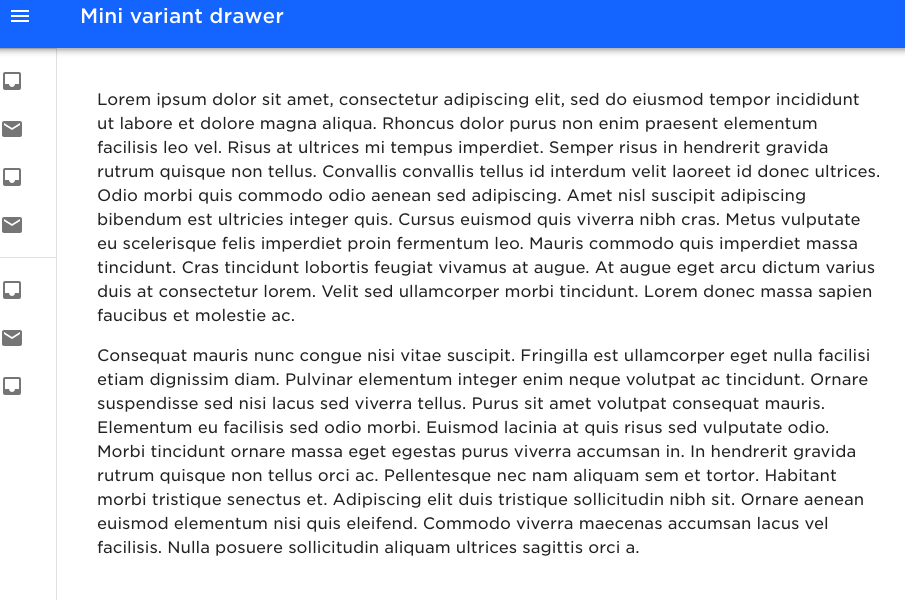 Mini variant drawer
Lorem ipsum dolor sit amet, consectetur adipiscing elit, sed do eiusmod tempor incididunt
ut labore et dolore magna aliqua. Rhoncus dolor purus non enim praesent elementum
facilisis leo vel. Risus at ultrices mi tempus imperdiet. Semper risus in hendrerit gravida
rutrum quisque non tellus. Convallis convallis tellus id interdum velit laoreet id donec ultrices.
Odio morbi quis commodo odio aenean sed adipiscing. Amet nisl suscipit adipiscing
bibendum est ultricies integer quis. Cursus euismod quis viverra nibh cras. Metus vulputate
eu scelerisque felis imperdiet proin fermentum leo. Mauris commodo quis imperdiet massa
tincidunt. Cras tincidunt lobortis feugiat vivamus at augue. At augue eget arcu dictum varius
duis at consectetur lorem. Velit sed ullamcorper morbi tincidunt. Lorem donec massa sapien
faucibus et molestie ac.
Consequat mauris nunc congue nisi vitae suscipit. Fringilla est ullamcorper eget nulla facilisi
etiam dignissim diam. Pulvinar elementum integer enim neque volutpat ac tincidunt. Ornare
suspendisse sed nisi lacus sed viverra tellus. Purus sit amet volutpat consequat mauris.
Elementum eu facilisis sed odio morbi. Euismod lacinia at quis risus sed vulputate odio.
Morbi tincidunt ornare massa eget egestas purus viverra accumsan in. In hendrerit gravida
rutrum quisque non tellus orci ac. Pellentesque nec nam aliquam sem et tortor. Habitant
morbi tristique senectus et. Adipiscing elit duis tristique sollicitudin nibh sit. Ornare aenean
euismod elementum nisi quis eleifend. Commodo viverra maecenas accumsan lacus vel
facilisis. Nulla posuere sollicitudin aliquam ultrices sagittis orci a.